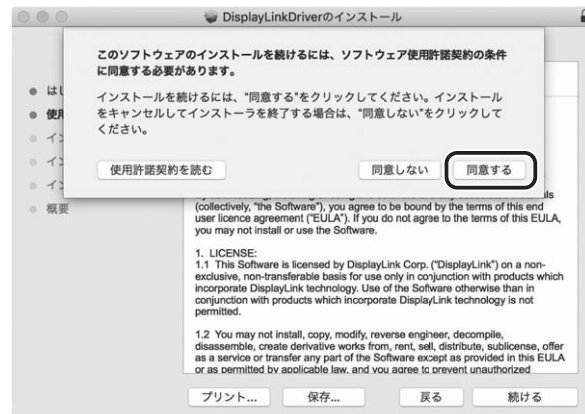 DisplayLinkDriverのインストール
このソフトウェアのインストールを続けるには、ソフトウェア使用許諾契約の条件
に同意する必要があります。
インストールを続けるには、"同意する"をクリックしてください。インストール
をキャンセルしてインストーラを終了する場合は、"同意しない"をクリックして
ください。
使用許諾契約を読む
同意しない
同意する
概要
(collectively, "the Software"), you agree to be bound by the terms of this end
user licence agreement ("EULA"). If you do not agree to the terms of this EULA,
you may not install or use the Software.
1. LICENSE:
1.1 This Software is licensed by DisplayLink Corp. ("DisplayLink") on a non-
exclusive, non-transferable basis for use only in conjunction with products which
incorporate DisplayLink technology. Use of the Software otherwise than in
conjunction with products which incorporate DisplayLink technology is not
permitted.
1.2 You may not install, copy, modify, reverse engineer, decompile,
disassemble, create derivative works from, rent, sell, distribute, sublicense, offer
as a service or transfer any part of the Software except as provided in this EULA
or as permitted by applicable law, and you agree to prevent unauthorized
プリント...
保存...
戻る
続ける